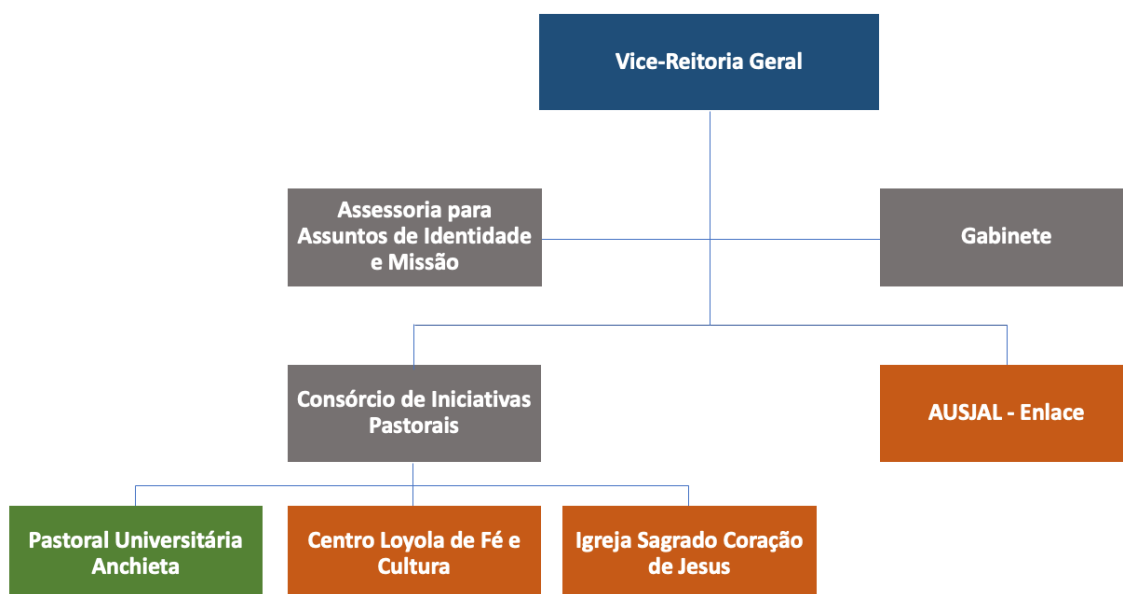 Vice-Reitoria Geral
Assessoria para
Assuntos de Identidade
e Missão
Gabinete
Consórcio de Iniciativas
Pastorais
AUSJAL - Enlace
Pastoral Universitária
Anchieta
Centro Loyola de Fé e
Cultura
Igreja Sagrado Coração
de Jesus